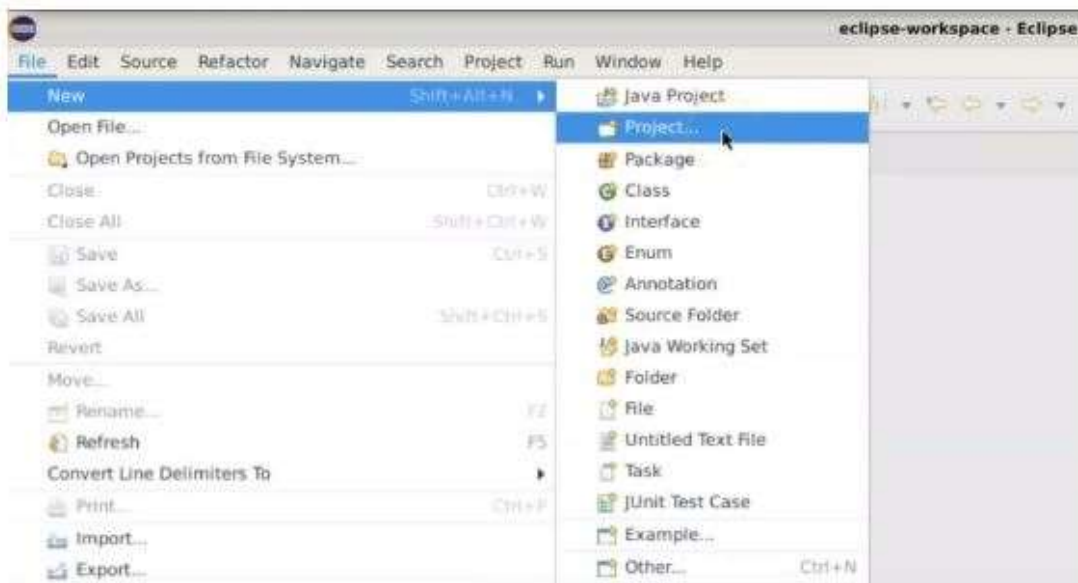 eclipse-workspace - Eclipse
File Edit Source Refactor Navigate Search Project Run Window Help
New Shift+Alt+N
Open File...
Open Projects from File System...
Close Ctrl+W
Close All Shift+Ctrl+W
Save Ctrl+S
Save As...
Save All Shift+Ctrl+S
Revert
Move...
Rename... F2
Refresh F5
Convert Line Delimiters To
Print... Ctrl+P
Import...
Export...
Java Project
Project...
Package
Class
Interface
Enum
Annotation
Source Folder
Java Working Set
Folder
File
Untitled Text File
Task
JUnit Test Case
Example...
Other... Ctrl+N